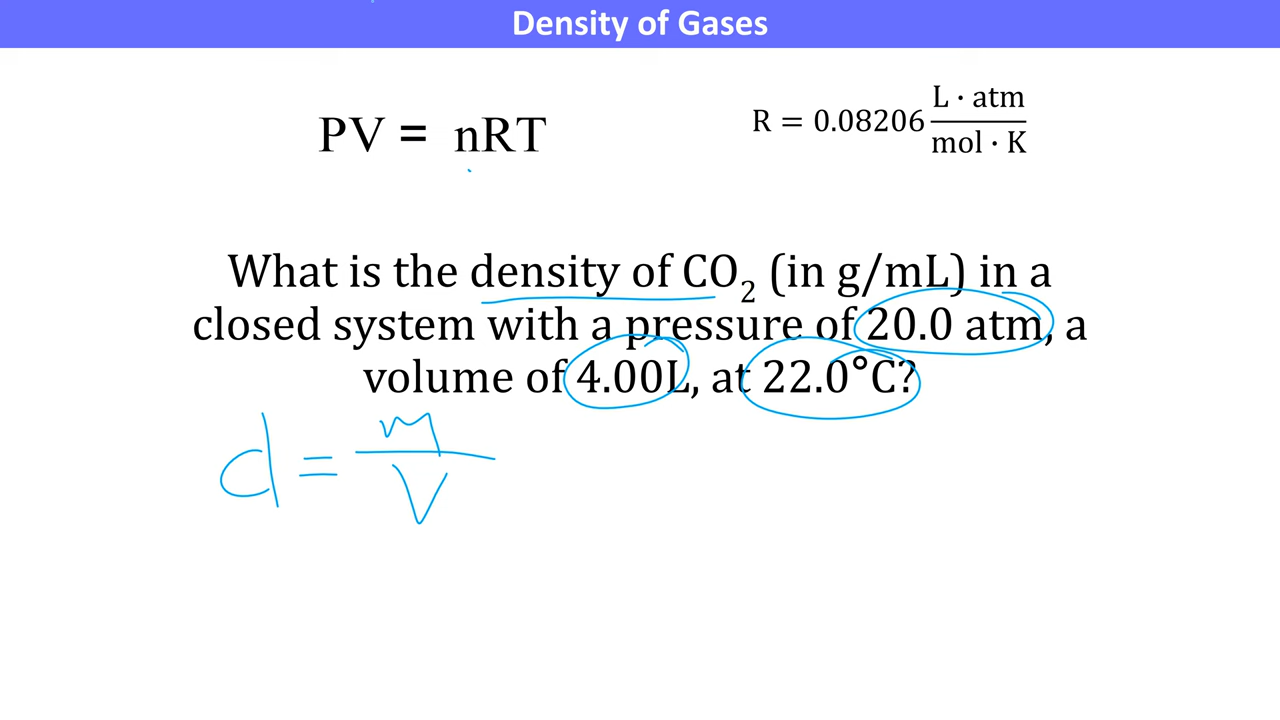 Density of Gases
PV = nRT
R = 0.08206 L · atm / mol · K
What is the density of CO₂ (in g/mL) in a
closed system with a pressure of 20.0 atm, a
volume of 4.00L, at 22.0°C?
d = m / V